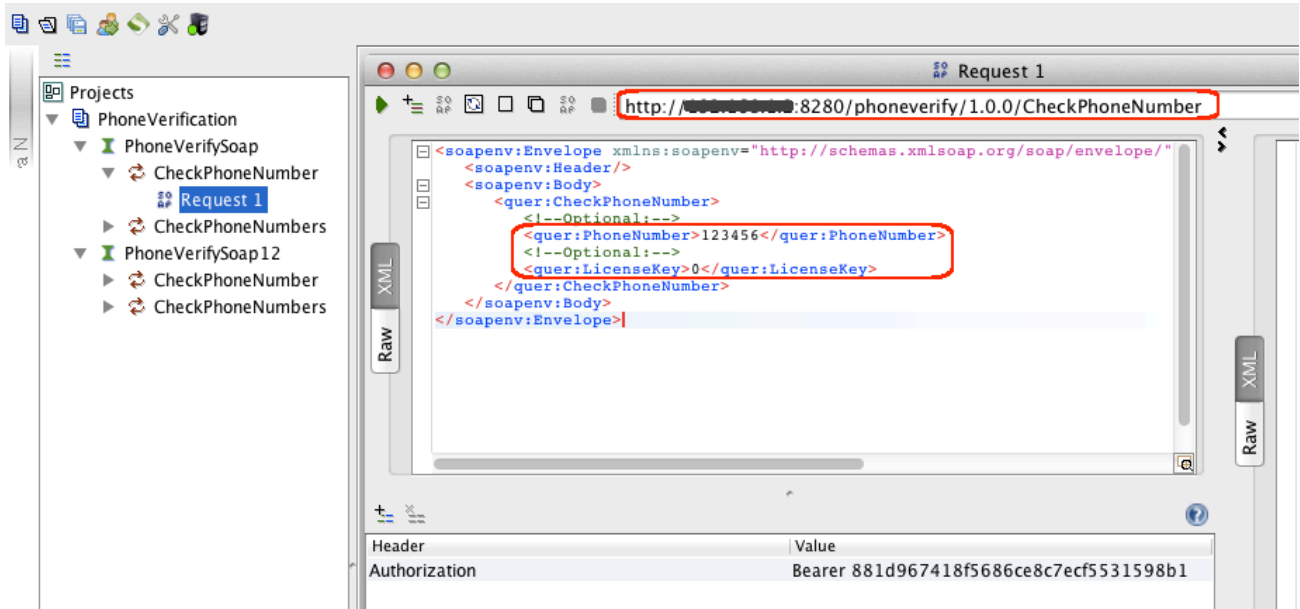 Projects
PhoneVerification
PhoneVerifySoap
CheckPhoneNumber
Request 1
CheckPhoneNumbers
PhoneVerifySoap12
CheckPhoneNumber
CheckPhoneNumbers
Request 1
http://:8280/phoneverify/1.0.0/CheckPhoneNumber
XML
Raw
<soapenv:Envelope xmlns:soapenv="http://schemas.xmlsoap.org/soap/envelope/"
<soapenv:Header/>
<soapenv:Body>
<quer:CheckPhoneNumber>
<!--Optional:-->
<quer:PhoneNumber>123456</quer:PhoneNumber>
<!--Optional:-->
<quer:LicenseKey>0</quer:LicenseKey>
</quer:CheckPhoneNumber>
</soapenv:Body>
</soapenv:Envelope>
XML
Raw
Header Value
Authorization Bearer 881d967418f5686ce8c7ecf5531598b1